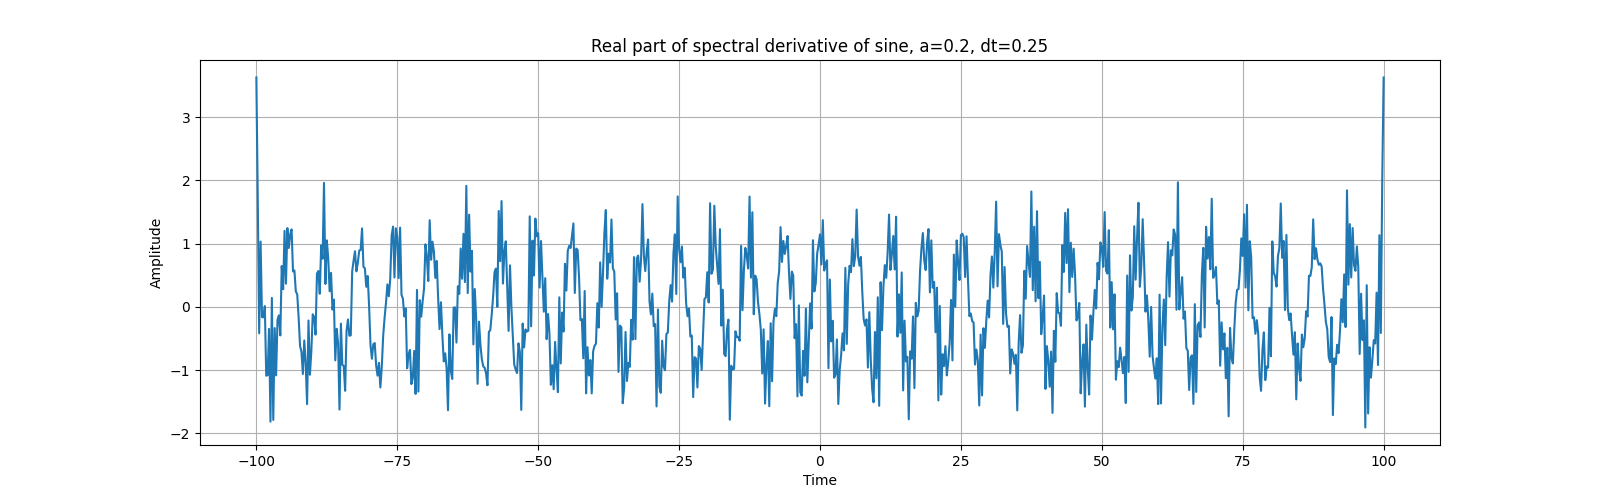 Real part of spectral derivative of sine, a=0.2, dt=0.25
Amplitude
3
2
1
0
−1
−2
−100 −75 −50 −25 0 25 50 75 100
Time